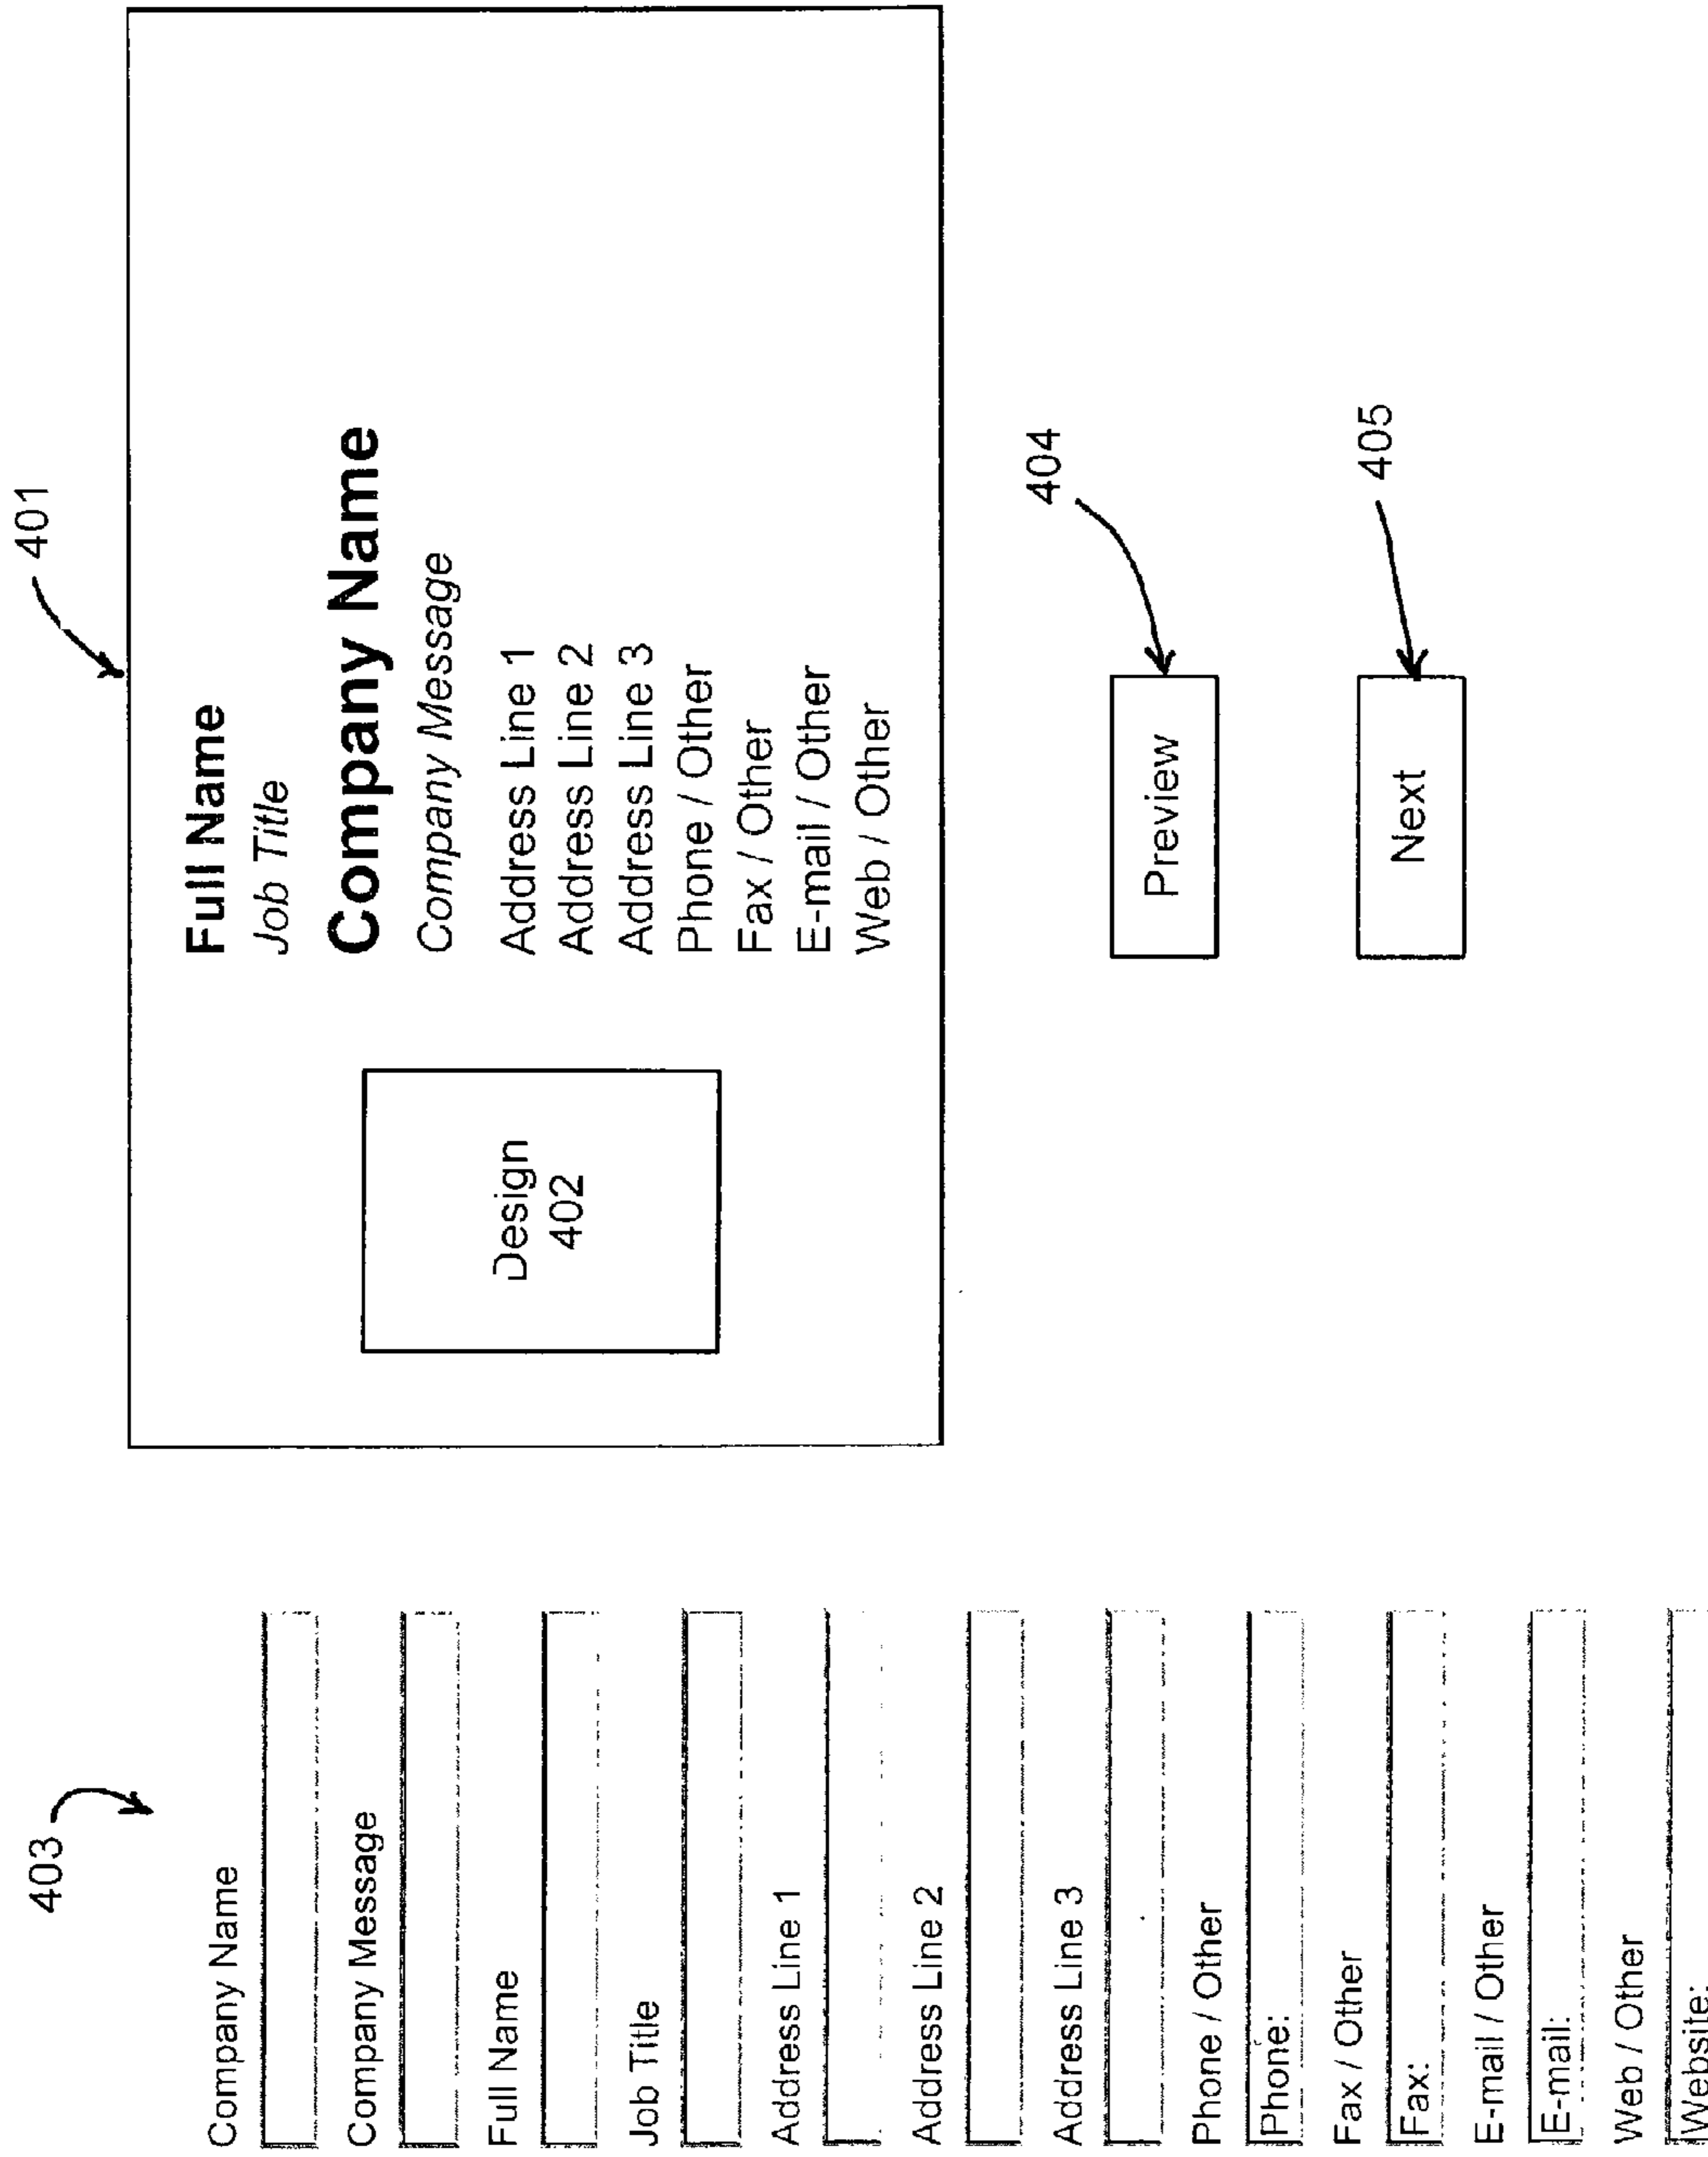 403
Company Name
Company Message
Full Name
Job Title
Address Line 1
Address Line 2
Address Line 3
Phone / Other
Phone:
Fax / Other
Fax:
E-mail / Other
E-mail:
Web / Other
Website:
401
Full Name
Job Title
Company Name
Company Message
Address Line 1
Address Line 2
Address Line 3
Phone / Other
Fax / Other
E-mail / Other
Web / Other
Design
402
404
Preview
405
Next